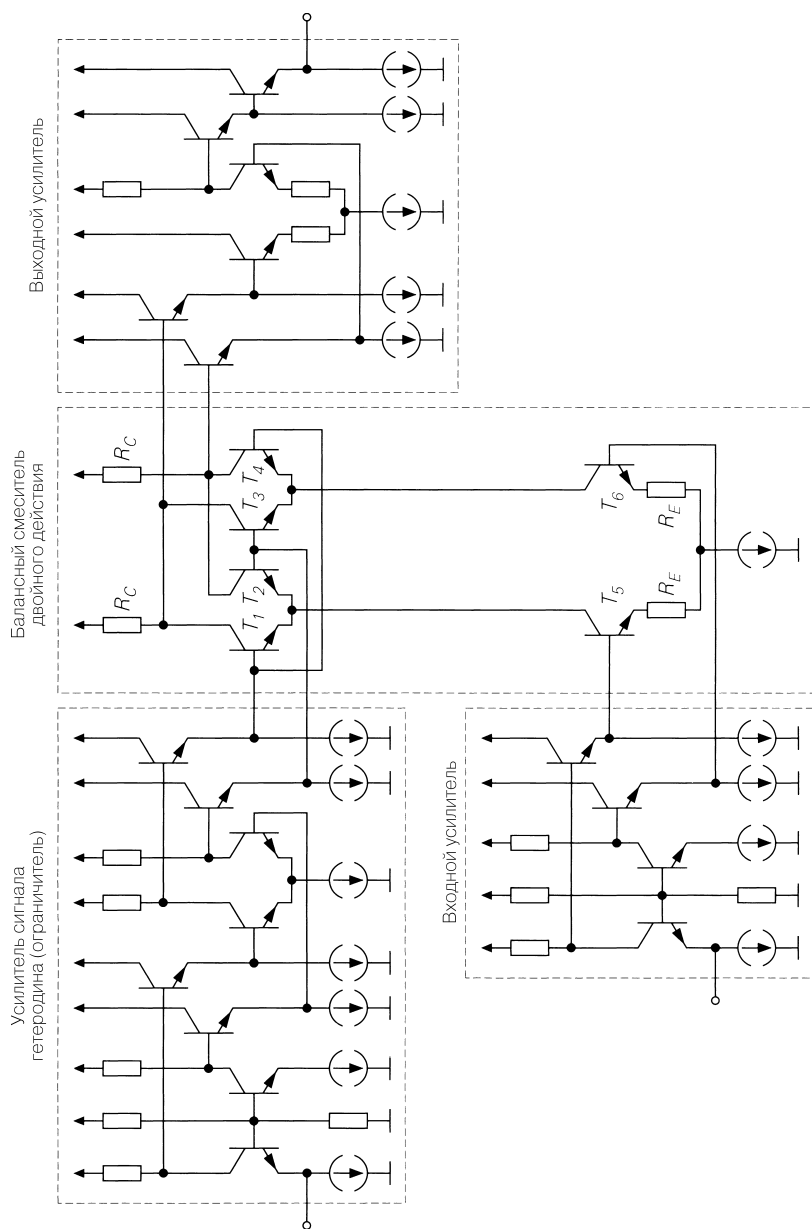 Выходной усилитель
Балансный смеситель
двойного действия
R_C
R_C
T_1
T_2
T_3
T_4
T_5
T_6
R_E
R_E
Усилитель сигнала
гетеродина (ограничитель)
Входной усилитель